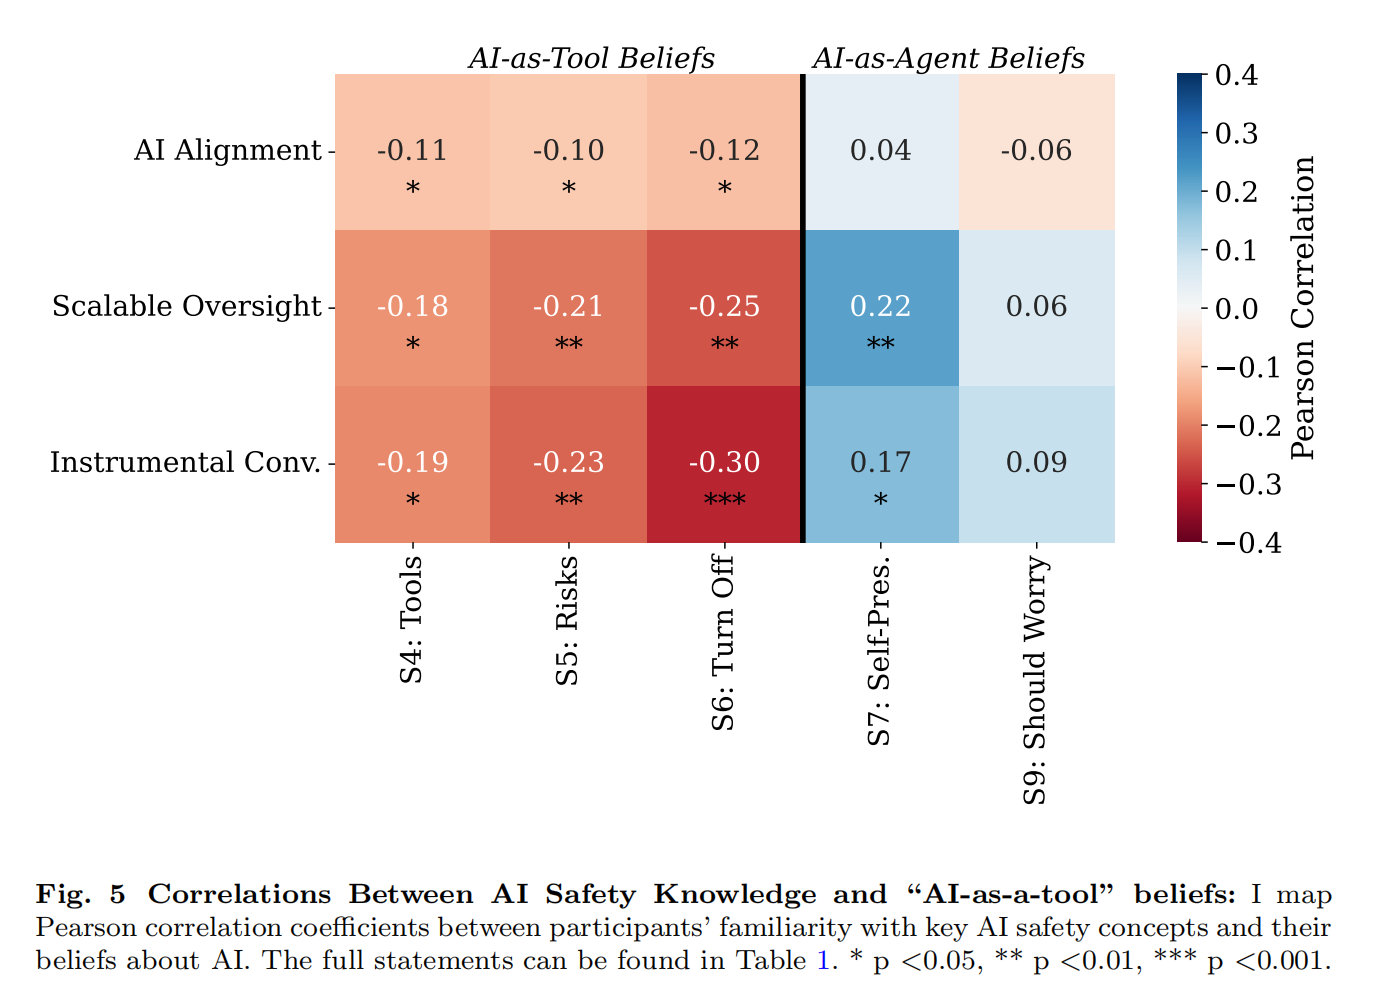 AI-as-Tool Beliefs AI-as-Agent Beliefs
AI Alignment -0.11 -0.10 -0.12 0.04 -0.06
* * *
Scalable Oversight -0.18 -0.21 -0.25 0.22 0.06
* ** ** **
Instrumental Conv. -0.19 -0.23 -0.30 0.17 0.09
* ** *** *
S4: Tools
S5: Risks
S6: Turn Off
S7: Self-Pres.
S9: Should Worry
0.4
0.3
0.2
0.1
0.0
−0.1
−0.2
−0.3
−0.4
Pearson Correlation
Fig. 5 Correlations Between AI Safety Knowledge and “AI-as-a-tool” beliefs: I map
Pearson correlation coefficients between participants’ familiarity with key AI safety concepts and their
beliefs about AI. The full statements can be found in Table 1. * p <0.05, ** p <0.01, *** p <0.001.